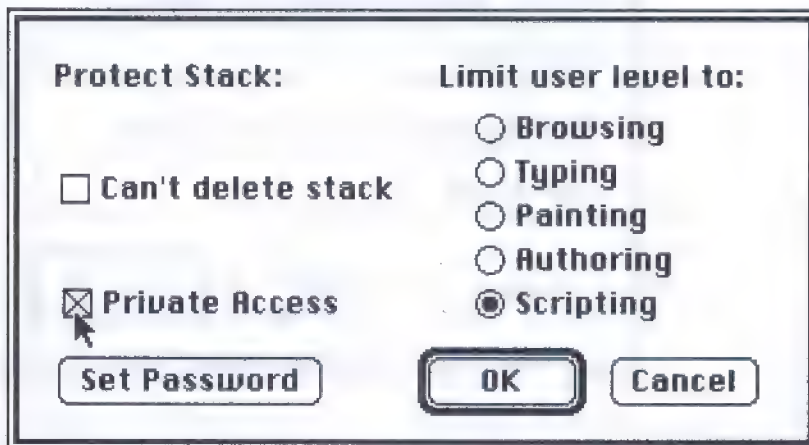 Protect Stack:
Can't delete stack
Private Access
Set Password
Limit user level to:
Browsing
Typing
Painting
Authoring
Scripting
OK
Cancel